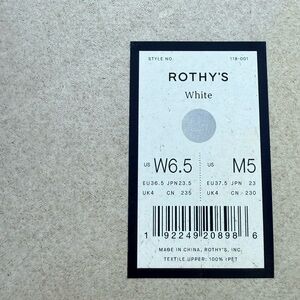 STYLE NO. 118-001
ROTHY'S
White
US W6.5 US M5
EU36.5 JPN23.5 EU37.5 JPN 23
UK4 CN 235 UK4 CN 230
1 92249 20898 6
MADE IN CHINA, ROTHY'S, INC.
TEXTILE UPPER: 100% rPET